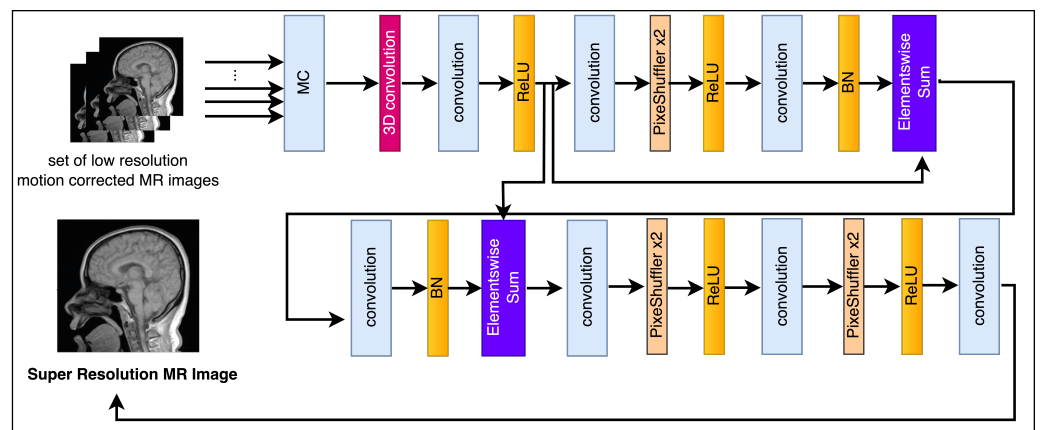 ...
MC
3D convolution
convolution
ReLU
convolution
PixeShuffler x2
ReLU
convolution
BN
Elementswise
Sum
set of low resolution
motion corrected MR images
convolution
BN
Elementswise
Sum
convolution
PixeShuffler x2
ReLU
convolution
PixeShuffler x2
ReLU
convolution
Super Resolution MR Image